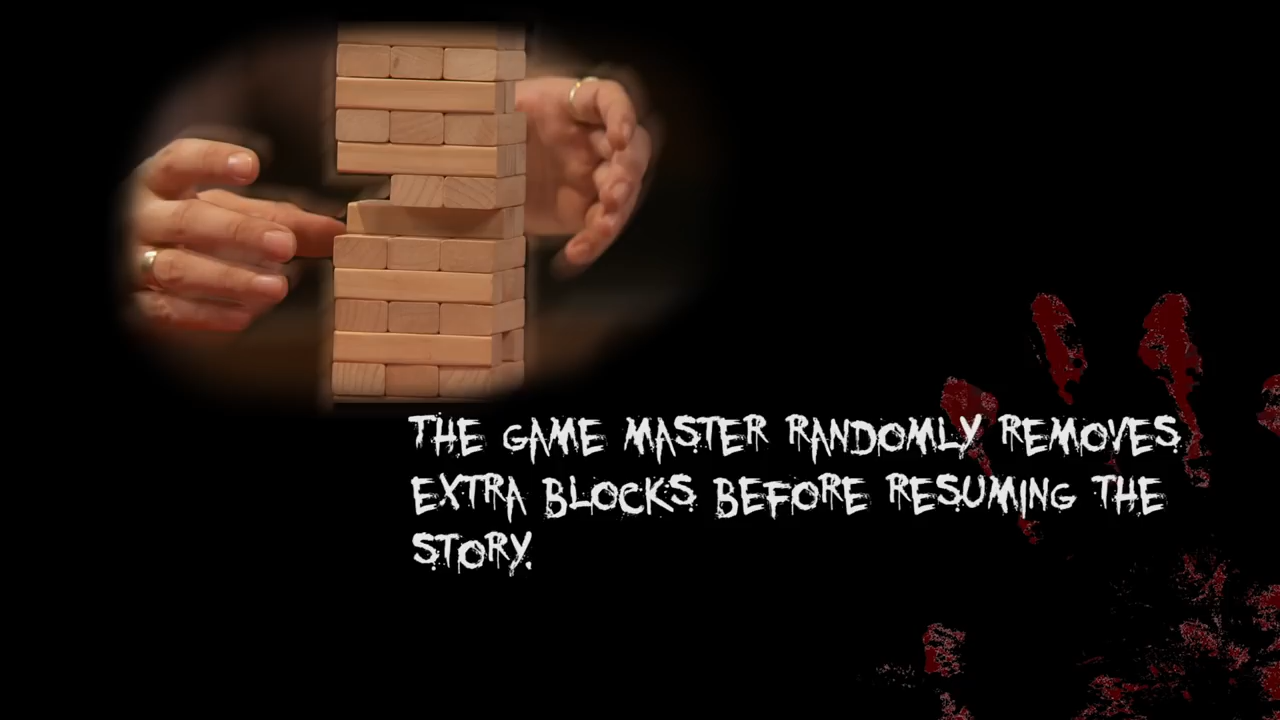 THE GAME MASTER RANDOMLY REMOVES
EXTRA BLOCKS BEFORE RESUMING THE
STORY.